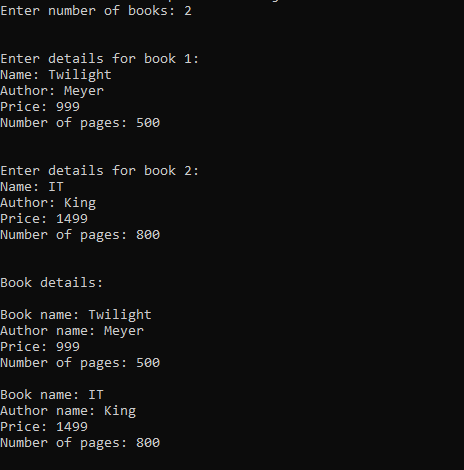 Enter number of books: 2
Enter details for book 1:
Name: Twilight
Author: Meyer
Price: 999
Number of pages: 500
Enter details for book 2:
Name: IT
Author: King
Price: 1499
Number of pages: 800
Book details:
Book name: Twilight
Author name: Meyer
Price: 999
Number of pages: 500
Book name: IT
Author name: King
Price: 1499
Number of pages: 800